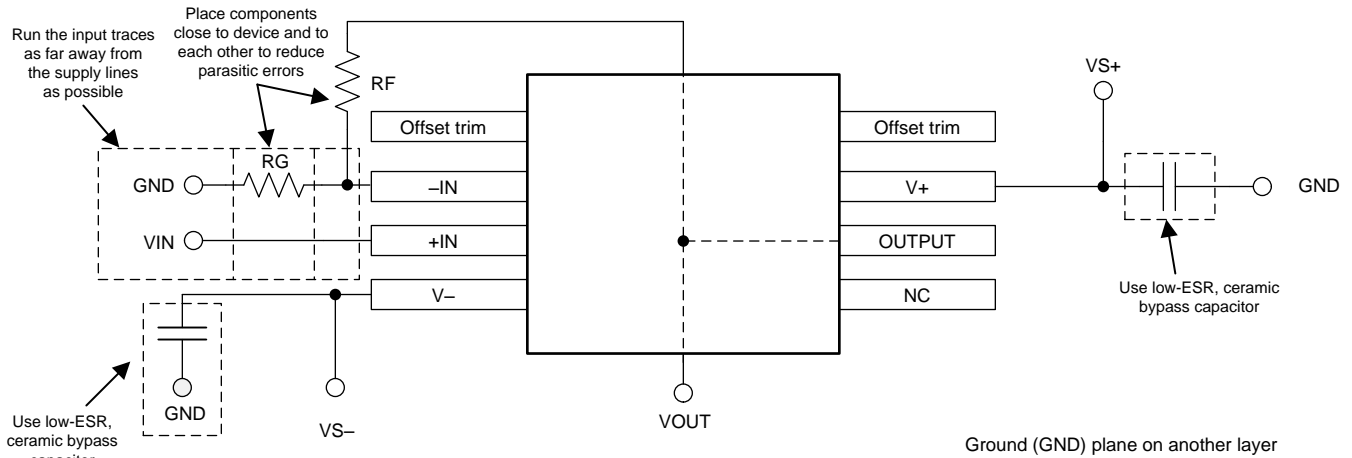 Run the input traces
as far away from
the supply lines
as possible
Place components
close to device and to
each other to reduce
parasitic errors
RF
VS+
Offset trim
Offset trim
RG
GND
–IN
V+
GND
VIN
+IN
OUTPUT
V–
NC
Use low-ESR, ceramic
bypass capacitor
GND
VS–
VOUT
Use low-ESR,
ceramic bypass
capacitor
Ground (GND) plane on another layer